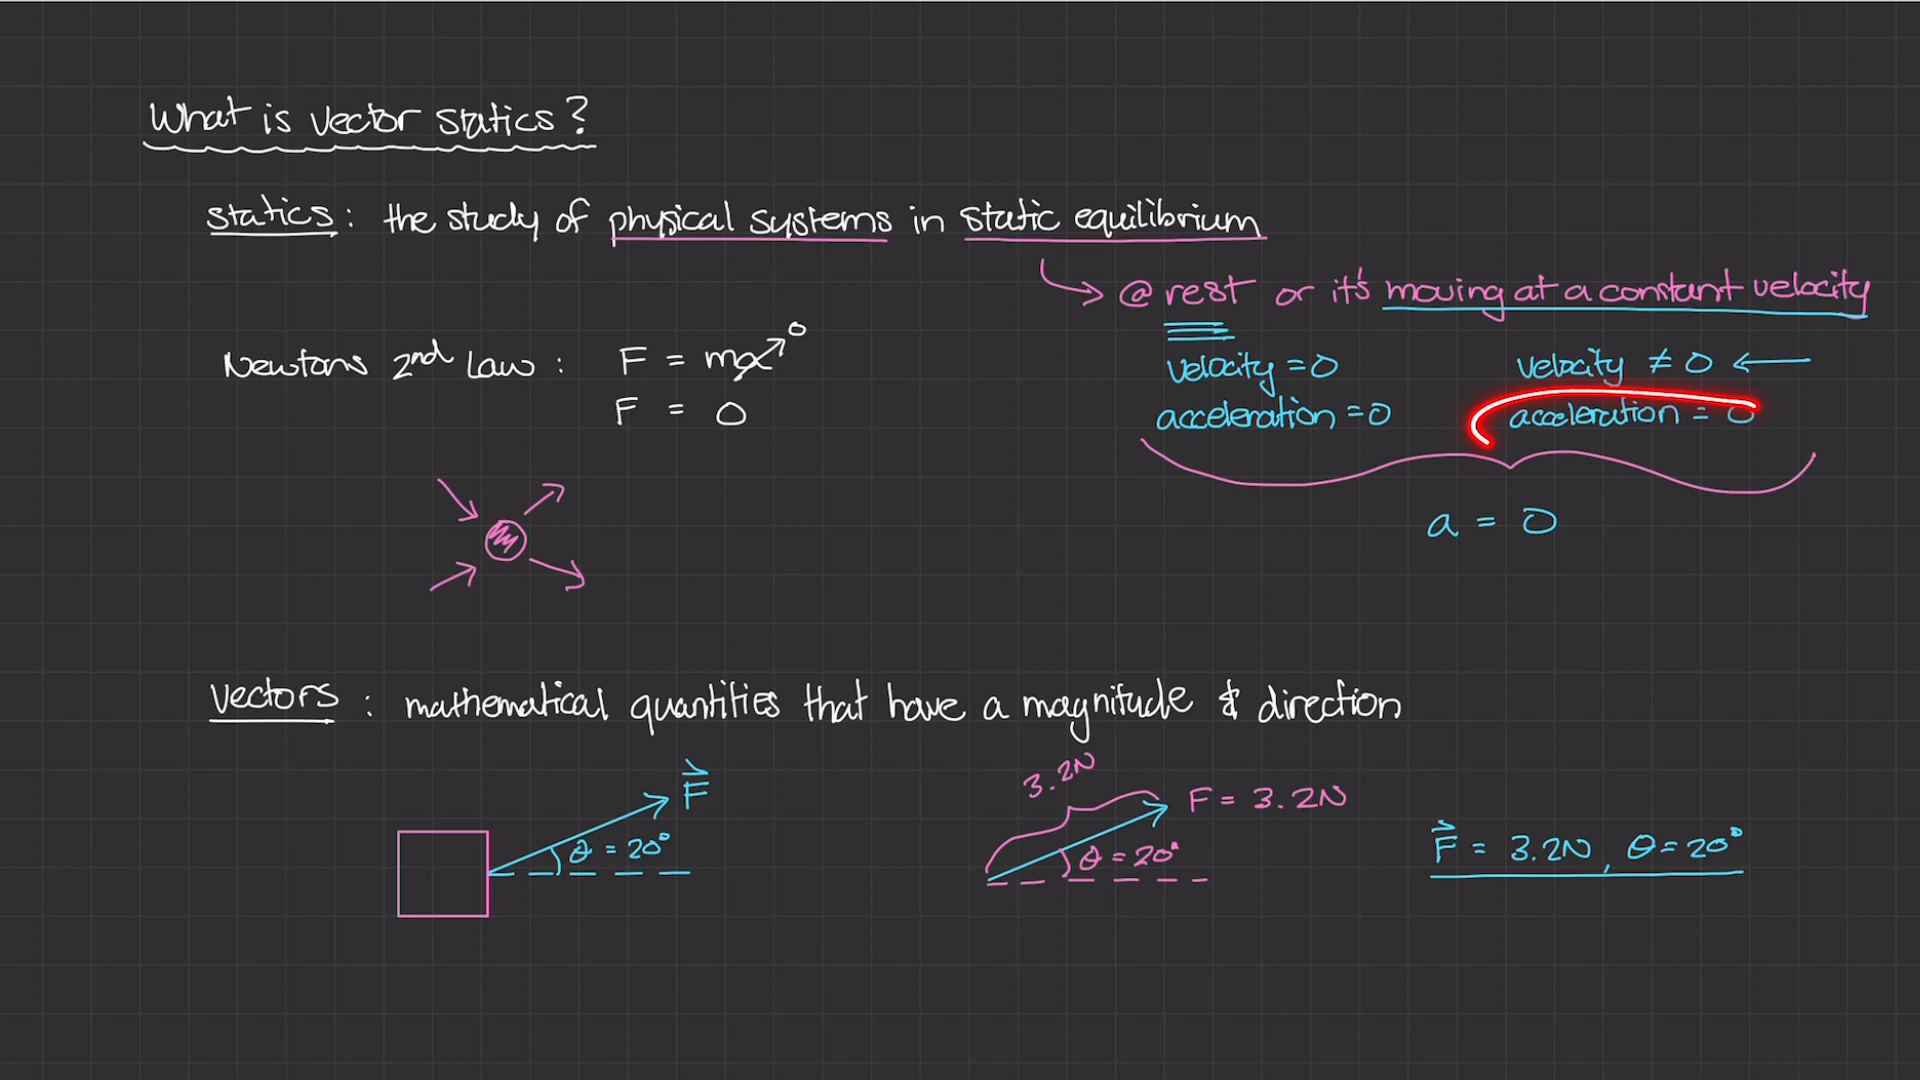 What is vector statics?
statics: the study of physical systems in static equilibrium
→ @ rest or it's moving at a constant velocity
Newtons 2nd Law: F = ma↗0
velocity = 0
velocity ≠ 0 ←
F = 0
acceleration = 0
acceleration = 0
a = 0
vectors: mathematical quantities that have a magnitude & direction
F⃗
θ = 20°
3.2N
F = 3.2N
θ = 20°
F⃗ = 3.2N, θ = 20°